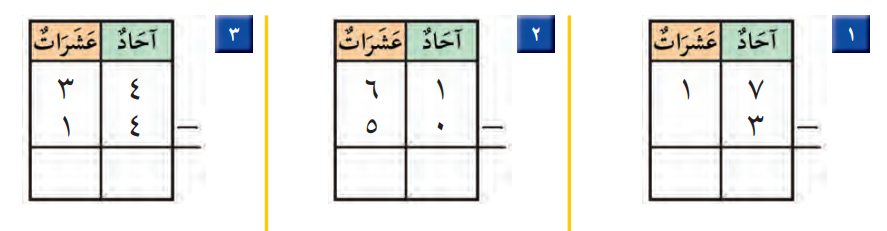 ١
آحَادٌ عَشَرَاتٌ
٧ ١
− ٣
٢
آحَادٌ عَشَرَاتٌ
١ ٦
− ٠ ٥
٣
آحَادٌ عَشَرَاتٌ
٤ ٣
− ٤ ١